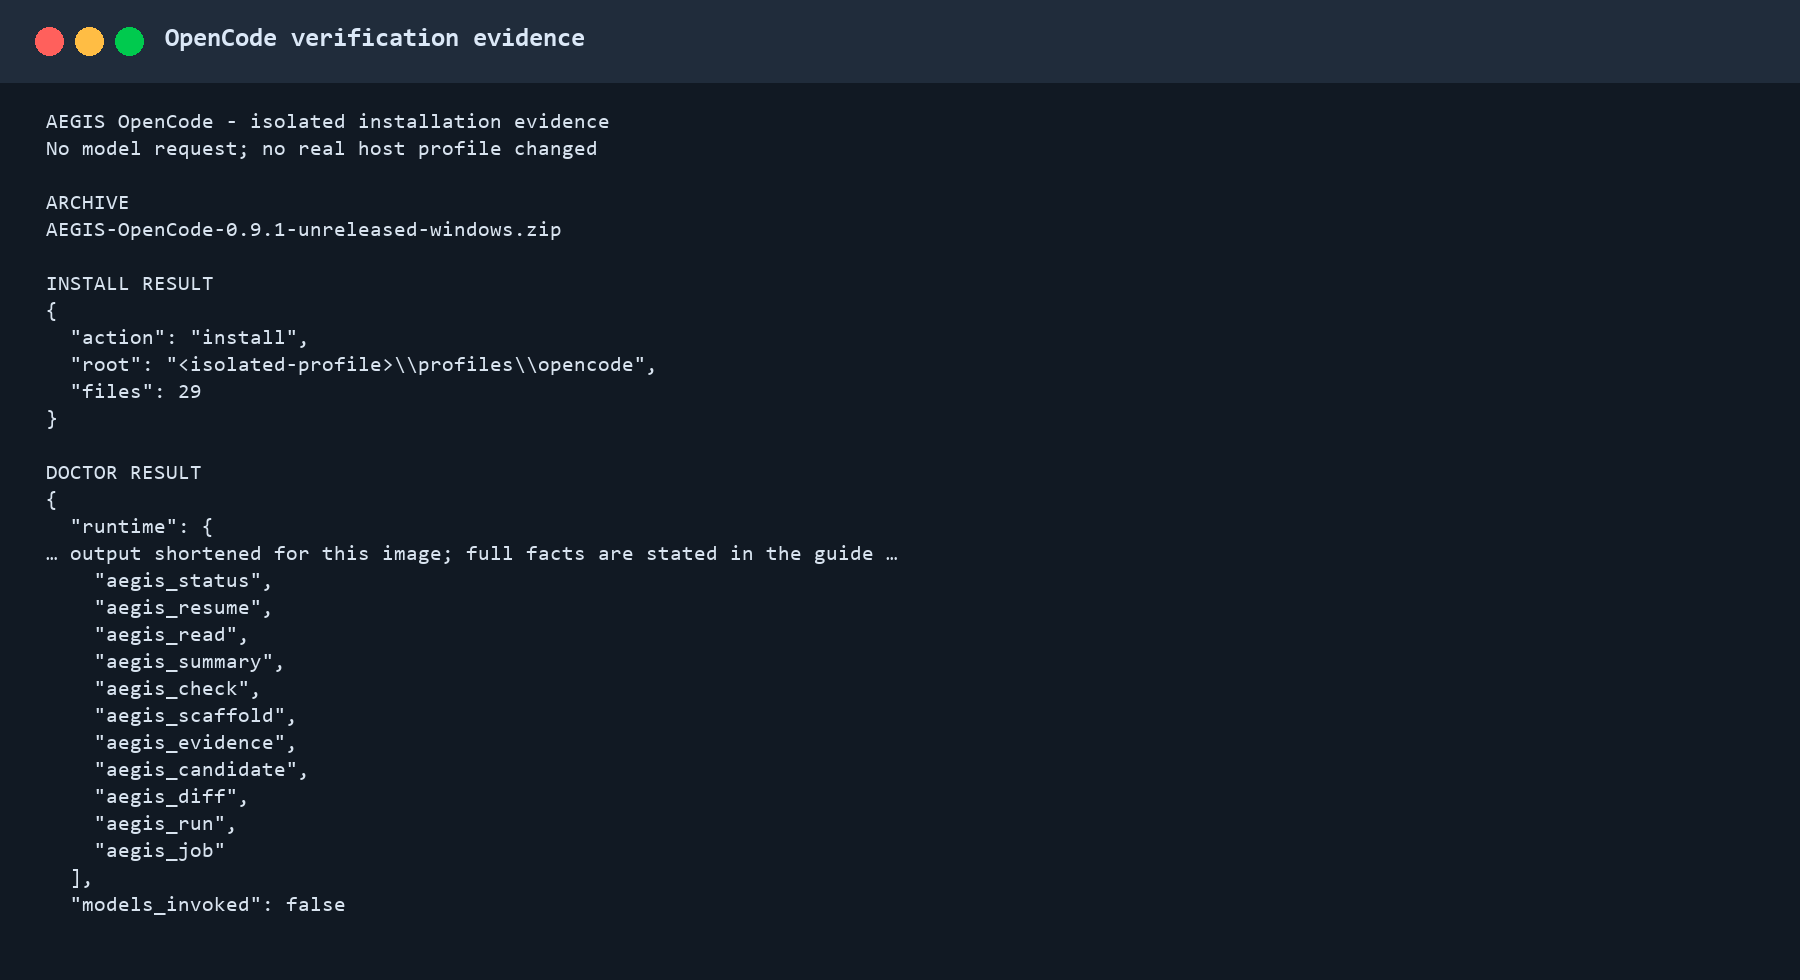 OpenCode verification evidence
AEGIS OpenCode - isolated installation evidence
No model request; no real host profile changed
ARCHIVE
AEGIS-OpenCode-0.9.1-unreleased-windows.zip
INSTALL RESULT
{
  "action": "install",
  "root": "<isolated-profile>\\profiles\\opencode",
  "files": 29
}
DOCTOR RESULT
{
  "runtime": {
… output shortened for this image; full facts are stated in the guide …
    "aegis_status",
    "aegis_resume",
    "aegis_read",
    "aegis_summary",
    "aegis_check",
    "aegis_scaffold",
    "aegis_evidence",
    "aegis_candidate",
    "aegis_diff",
    "aegis_run",
    "aegis_job"
  ],
  "models_invoked": false